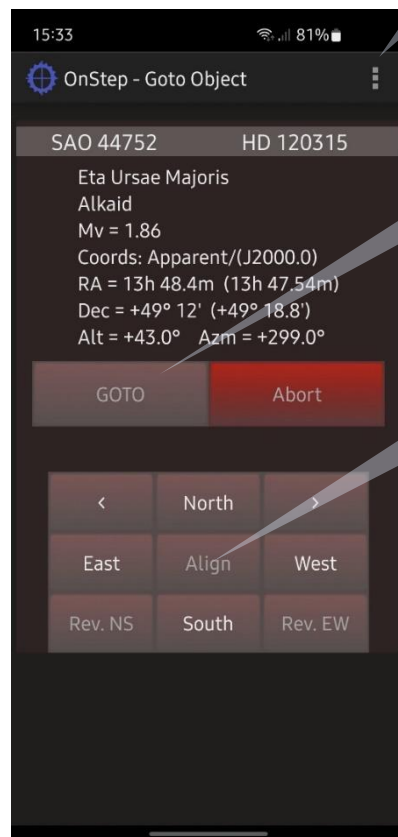 15:33 81%
OnStep - Goto Object
SAO 44752 HD 120315
Eta Ursae Majoris
Alkaid
Mv = 1.86
Coords: Apparent/(J2000.0)
RA = 13h 48.4m (13h 47.54m)
Dec = +49° 12' (+49° 18.8')
Alt = +43.0° Azm = +299.0°
GOTO Abort
< North >
East Align West
Rev. NS South Rev. EW